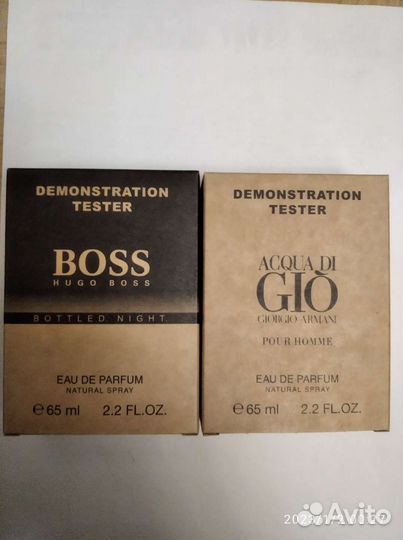 DEMONSTRATION
TESTER
BOSS
HUGO BOSS
BOTTLED. NIGHT.
EAU DE PARFUM
NATURAL SPRAY
e 65 ml 2.2 FL.OZ.
DEMONSTRATION
TESTER
ACQUA DI
GIÒ
GIORGIO ARMANI
POUR HOMME
EAU DE PARFUM
NATURAL SPRAY
e 65 ml 2.2 FL.OZ.
Avito